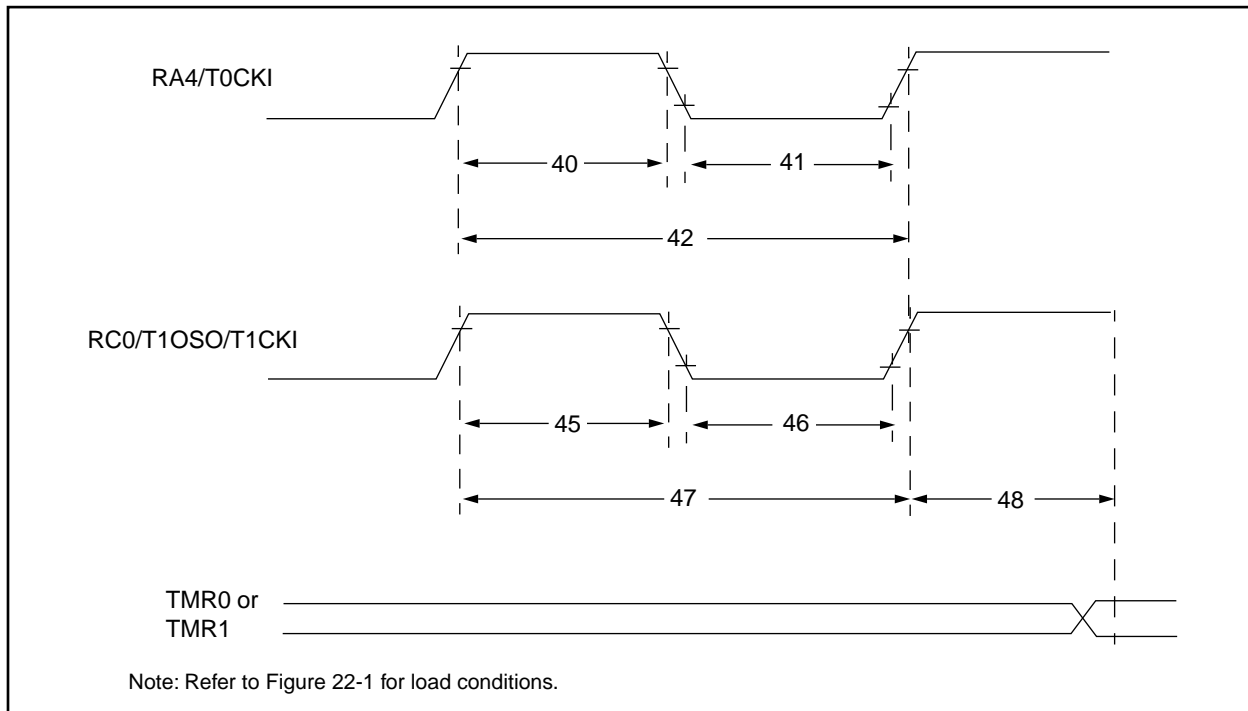 RA4/T0CKI
40
41
42
RC0/T1OSO/T1CKI
45
46
47
48
TMR0 or
TMR1
Note: Refer to Figure 22-1 for load conditions.